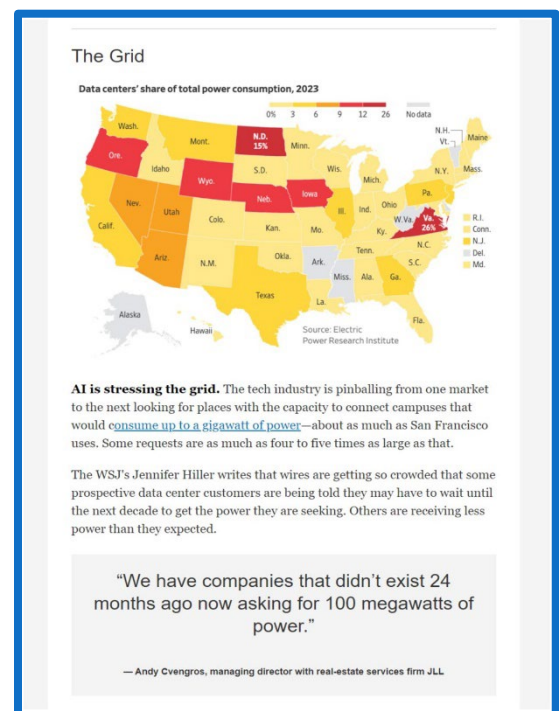 The Grid
Data centers' share of total power consumption, 2023
0% 3 6 9 12 26 No data
Wash.
Mont.
N.D.
15%
Minn.
N.H.
Vt.
Maine
Ore.
Idaho
S.D.
Wis.
Mich.
N.Y.
Mass.
Wyo.
Neb.
Iowa
Nev.
Utah
Colo.
Ill.
Ind.
Ohio
Pa.
W.Va.
Va.
26%
R.I.
Conn.
N.J.
Del.
Md.
Calif.
Kan.
Mo.
Ky.
N.C.
Ariz.
N.M.
Okla.
Ark.
Tenn.
S.C.
Texas
Miss.
Ala.
Ga.
La.
Fla.
Alaska
Hawaii
Source: Electric
Power Research Institute
AI is stressing the grid. The tech industry is pinballing from one market
to the next looking for places with the capacity to connect campuses that
would consume up to a gigawatt of power—about as much as San Francisco
uses. Some requests are as much as four to five times as large as that.
The WSJ's Jennifer Hiller writes that wires are getting so crowded that some
prospective data center customers are being told they may have to wait until
the next decade to get the power they are seeking. Others are receiving less
power than they expected.
“We have companies that didn’t exist 24
months ago now asking for 100 megawatts of
power.”
— Andy Cvengros, managing director with real-estate services firm JLL